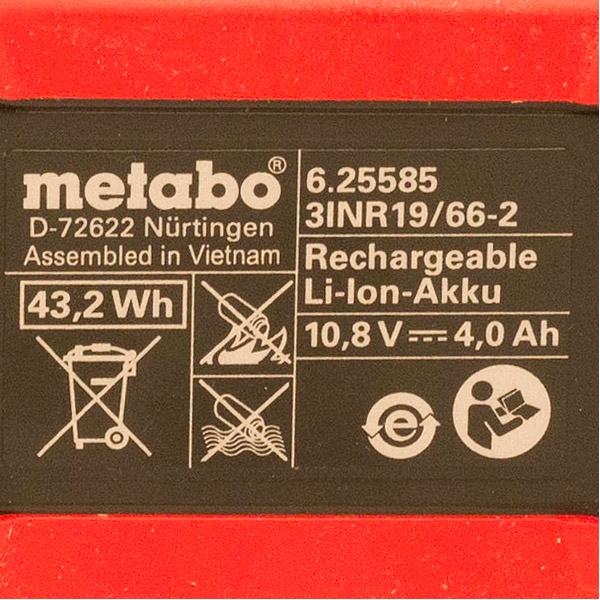 metabo®
D-72622 Nürtingen
Assembled in Vietnam
43,2 Wh
6.25585
3INR19/66-2
Rechargeable
Li-Ion-Akku
10,8 V⎓4,0 Ah
e